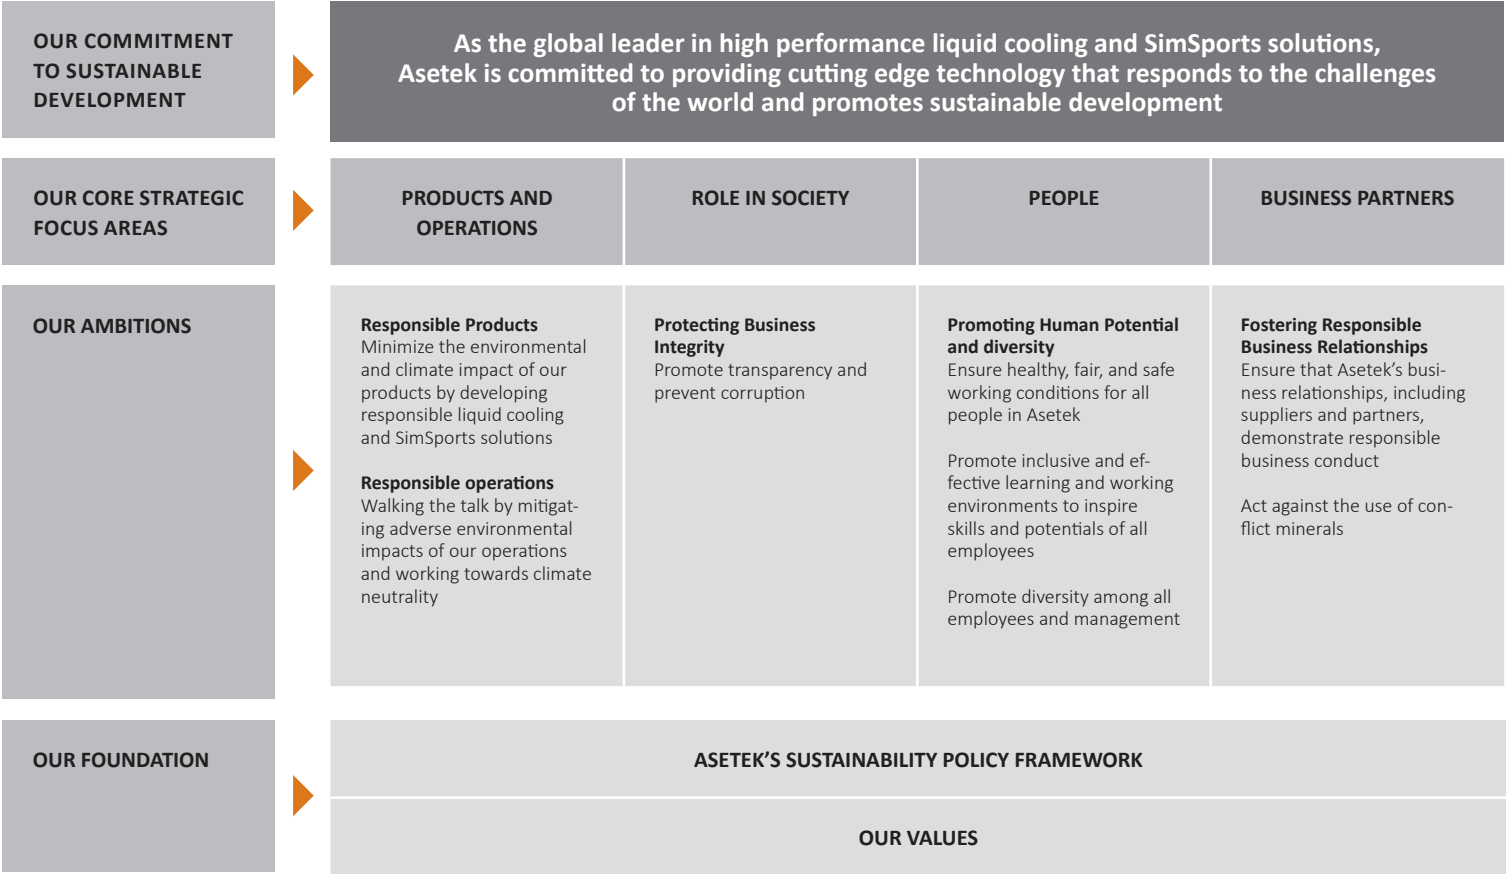 OUR COMMITMENT
TO SUSTAINABLE
DEVELOPMENT
As the global leader in high performance liquid cooling and SimSports solutions,
Asetek is committed to providing cutting edge technology that responds to the challenges
of the world and promotes sustainable development
OUR CORE STRATEGIC
FOCUS AREAS
PRODUCTS AND
OPERATIONS
ROLE IN SOCIETY
PEOPLE
BUSINESS PARTNERS
OUR AMBITIONS
Responsible Products
Minimize the environmental
and climate impact of our
products by developing
responsible liquid cooling
and SimSports solutions
Responsible operations
Walking the talk by mitigat-
ing adverse environmental
impacts of our operations
and working towards climate
neutrality
Protecting Business
Integrity
Promote transparency and
prevent corruption
Promoting Human Potential
and diversity
Ensure healthy, fair, and safe
working conditions for all
people in Asetek
Promote inclusive and ef-
fective learning and working
environments to inspire
skills and potentials of all
employees
Promote diversity among all
employees and management
Fostering Responsible
Business Relationships
Ensure that Asetek’s busi-
ness relationships, including
suppliers and partners,
demonstrate responsible
business conduct
Act against the use of con-
flict minerals
OUR FOUNDATION
ASETEK’S SUSTAINABILITY POLICY FRAMEWORK
OUR VALUES